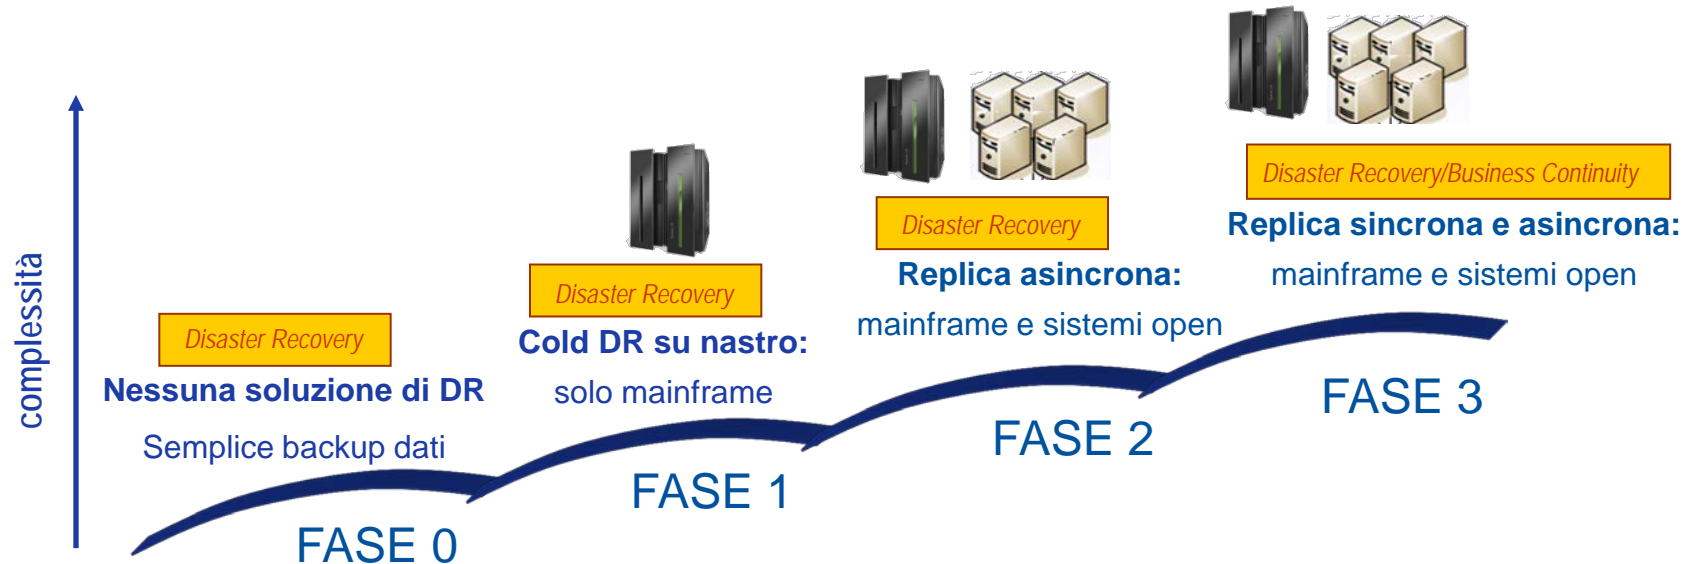 complessità
Disaster Recovery
Nessuna soluzione di DR
Semplice backup dati
FASE 0
Disaster Recovery
Cold DR su nastro:
solo mainframe
FASE 1
Disaster Recovery
Replica asincrona:
mainframe e sistemi open
FASE 2
Disaster Recovery/Business Continuity
Replica sincrona e asincrona:
mainframe e sistemi open
FASE 3